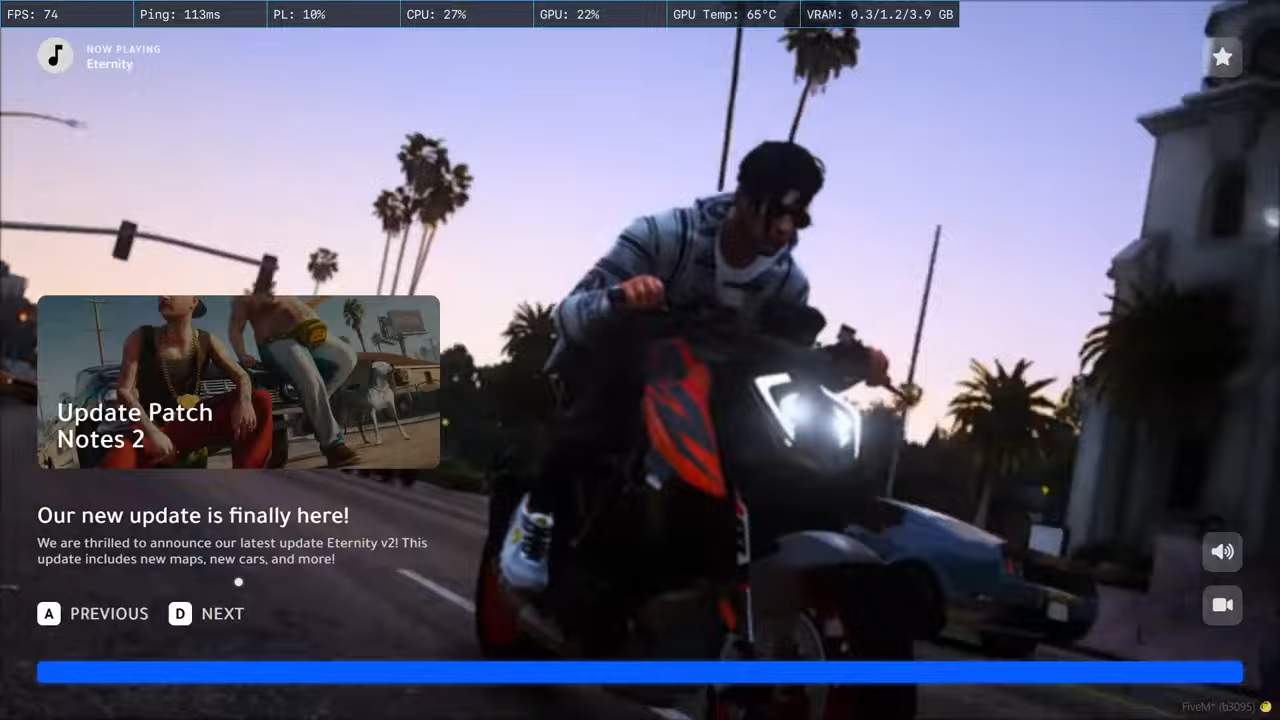 FPS: 74 Ping: 113ms PL: 10% CPU: 27% GPU: 22% GPU Temp: 65°C VRAM: 0.3/1.2/3.9 GB
NOW PLAYING
Eternity
Update Patch
Notes 2
Our new update is finally here!
We are thrilled to announce our latest update Eternity v2! This
update includes new maps, new cars, and more!
A PREVIOUS D NEXT
FiveM* (b3095)